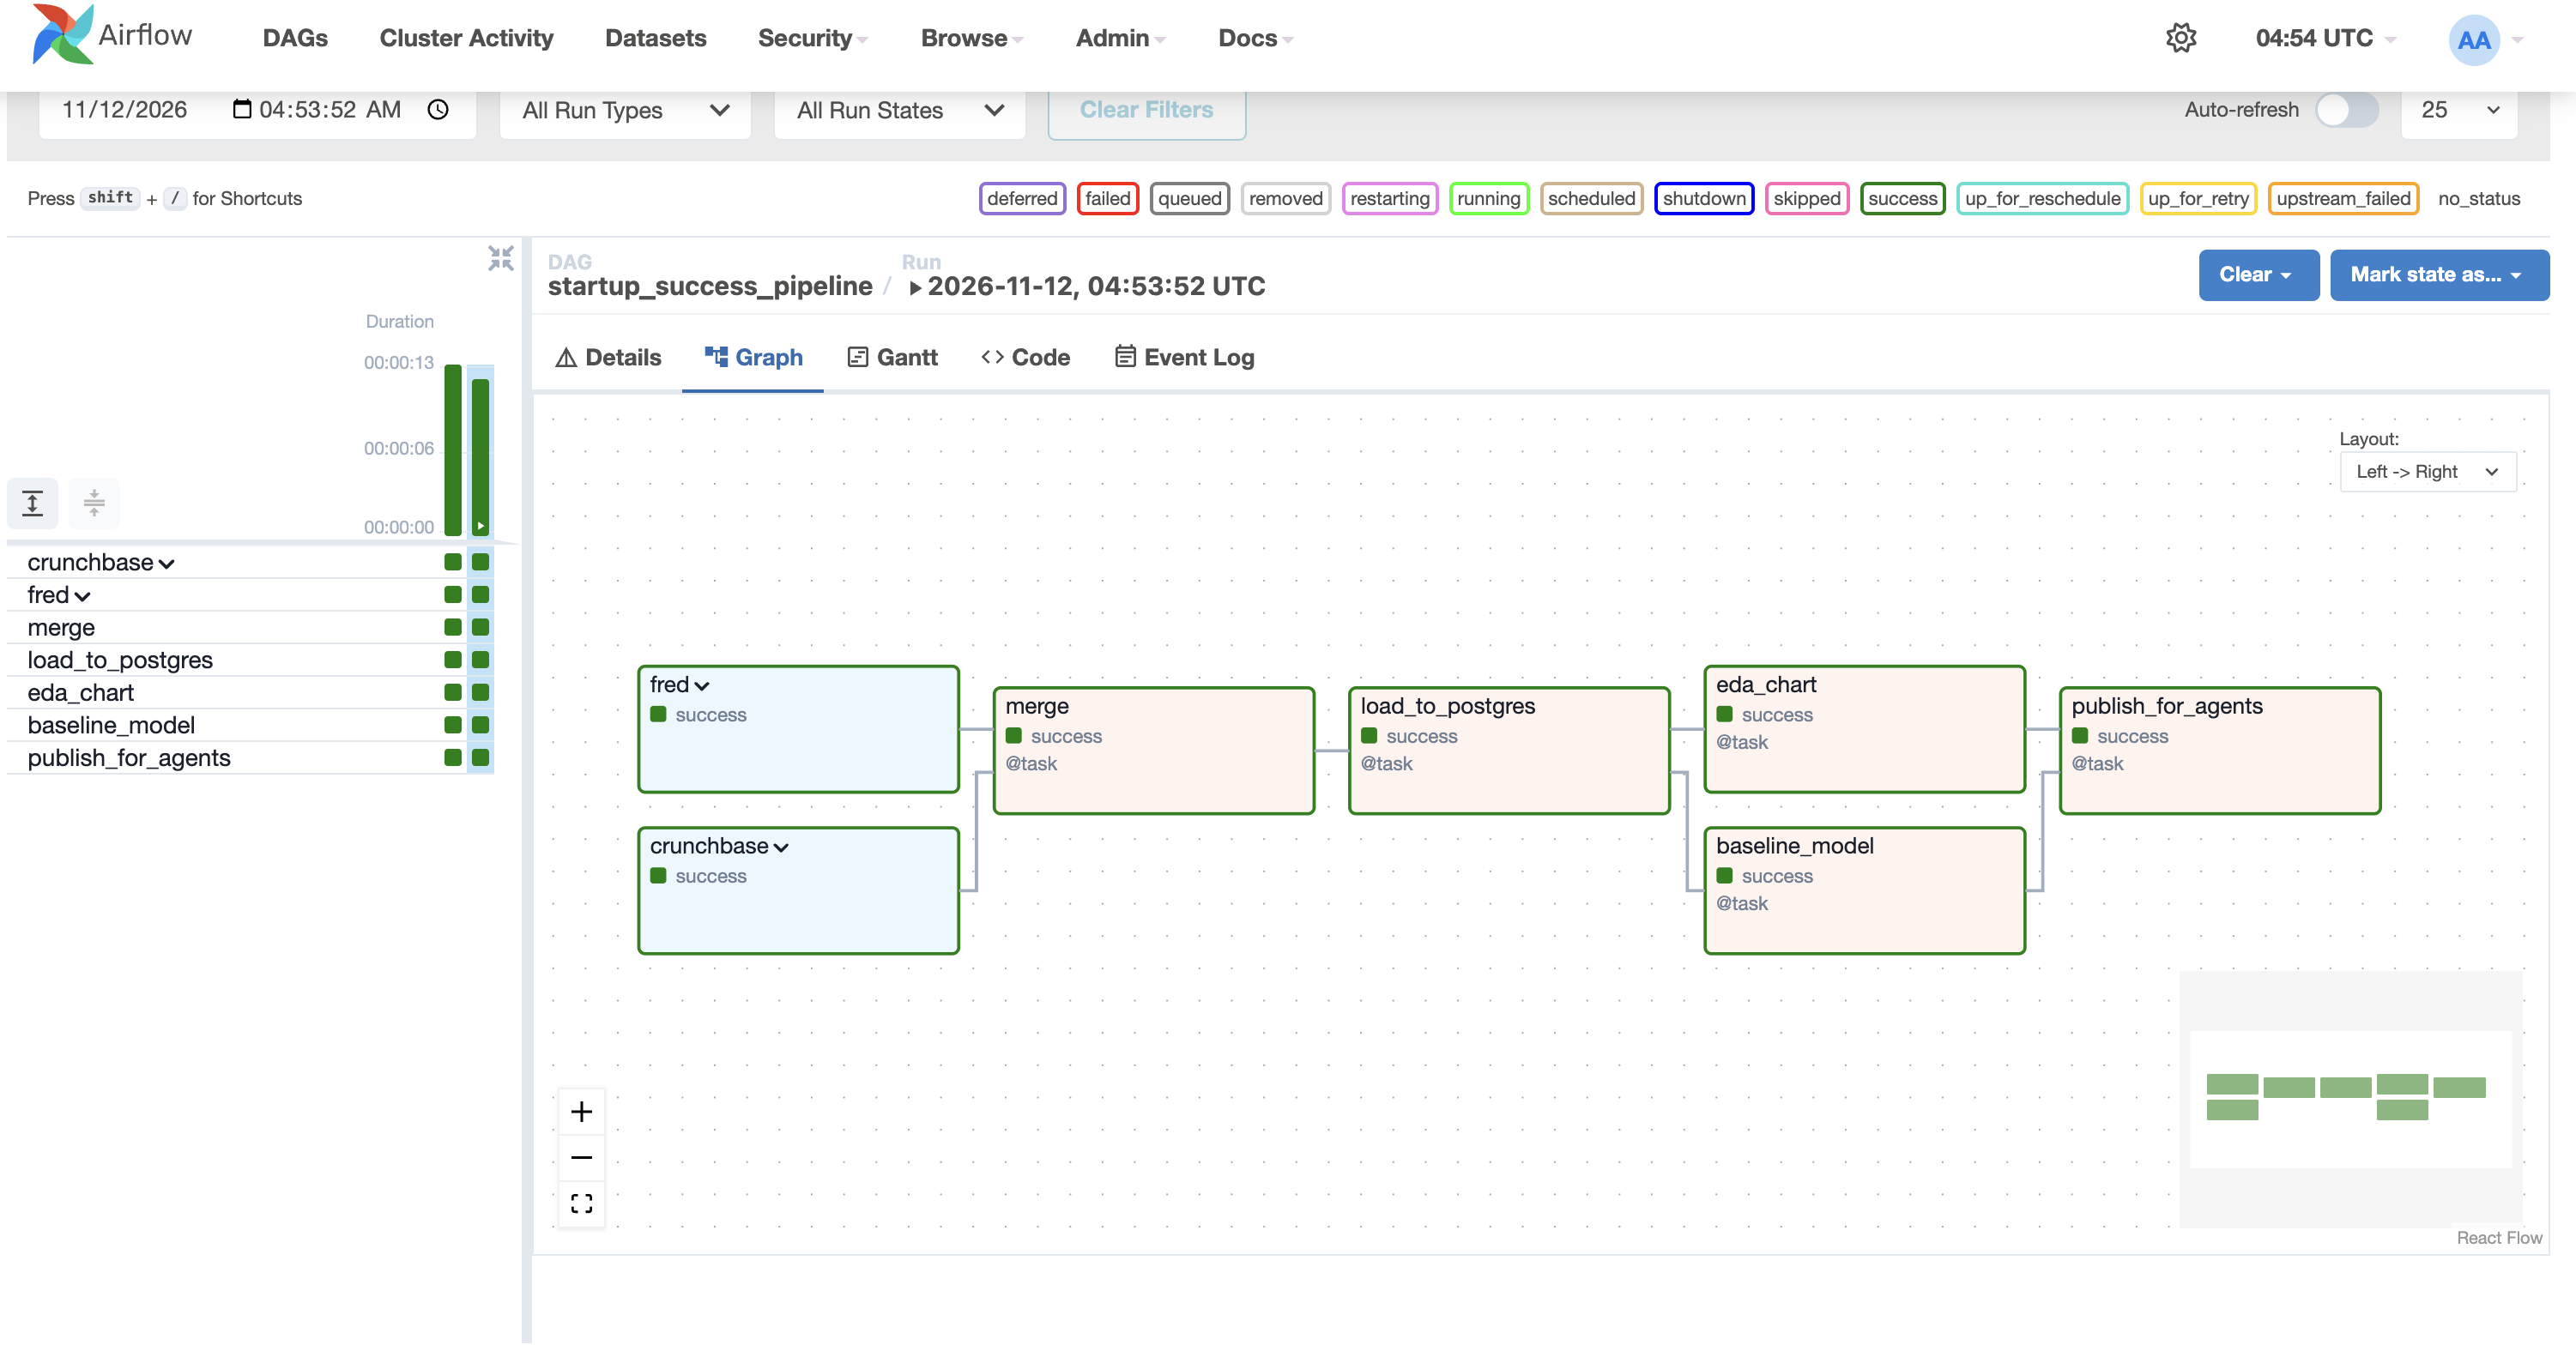 Airflow DAGs Cluster Activity Datasets Security Browse Admin Docs 04:54 UTC AA
11/12/2026 04:53:52 AM All Run Types All Run States Clear Filters Auto-refresh 25
Press shift + / for Shortcuts
deferred failed queued removed restarting running scheduled shutdown skipped success up_for_reschedule up_for_retry upstream_failed no_status
DAG
startup_success_pipeline / Run
2026-11-12, 04:53:52 UTC
Clear Mark state as...
Details Graph Gantt Code Event Log
Duration
00:00:13
00:00:06
00:00:00
crunchbase
fred
merge
load_to_postgres
eda_chart
baseline_model
publish_for_agents
Layout:
Left -> Right
fred
success
crunchbase
success
merge
success
@task
load_to_postgres
success
@task
eda_chart
success
@task
baseline_model
success
@task
publish_for_agents
success
@task
React Flow